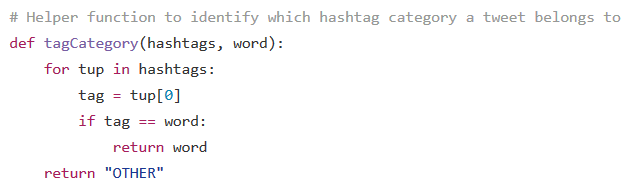 # Helper function to identify which hashtag category a tweet belongs to
def tagCategory(hashtags, word):
    for tup in hashtags:
        tag = tup[0]
        if tag == word:
            return word
    return "OTHER"